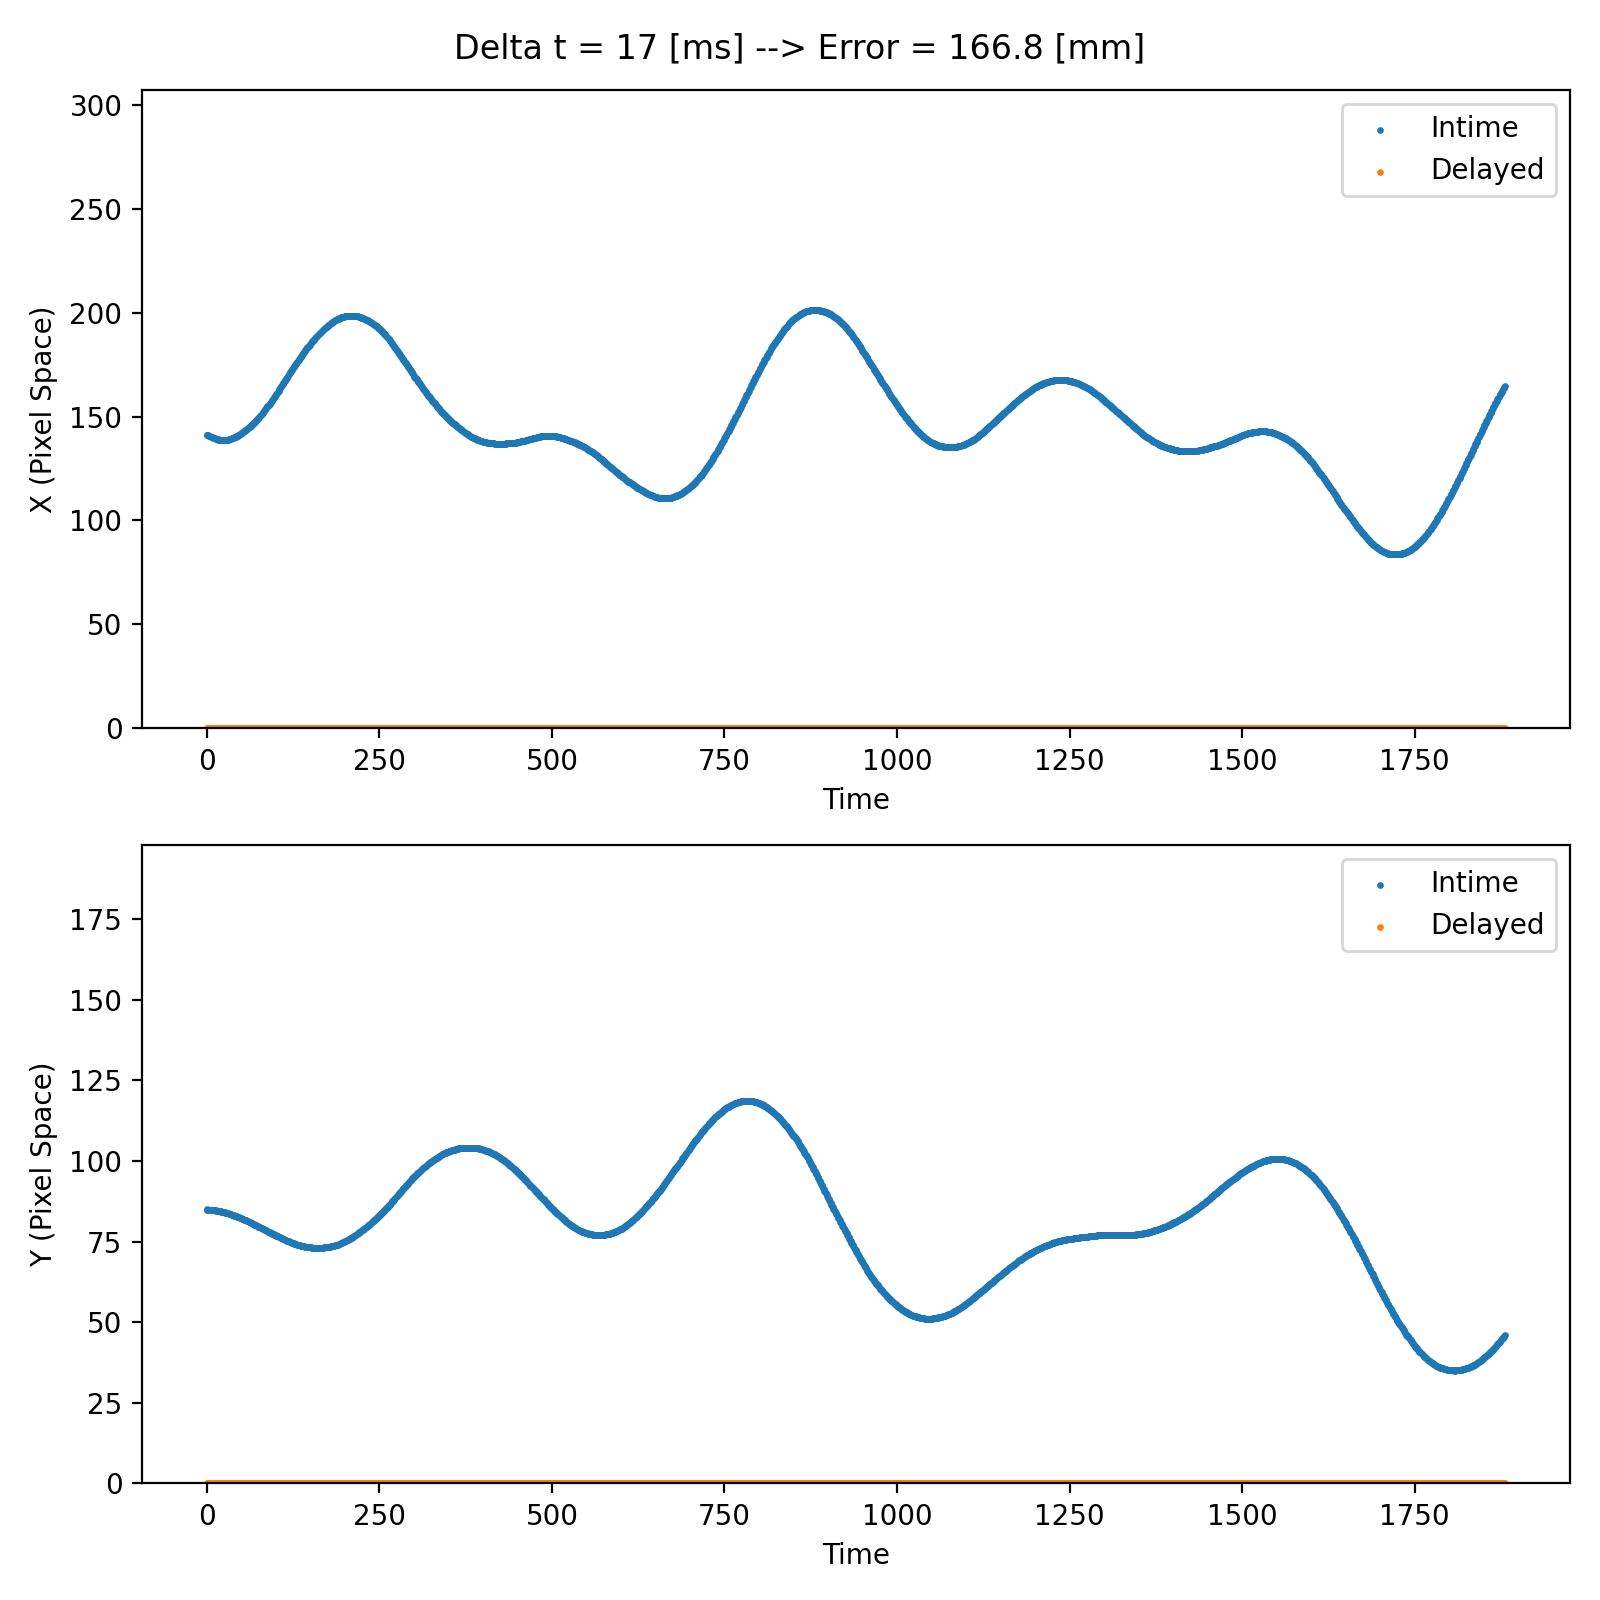 Delta t = 17 [ms] --> Error = 166.8 [mm]
300
250
200
150
100
50
0
X (Pixel Space)
Intime
Delayed
0 250 500 750 1000 1250 1500 1750
Time
175
150
125
100
75
50
25
0
Y (Pixel Space)
Intime
Delayed
0 250 500 750 1000 1250 1500 1750
Time